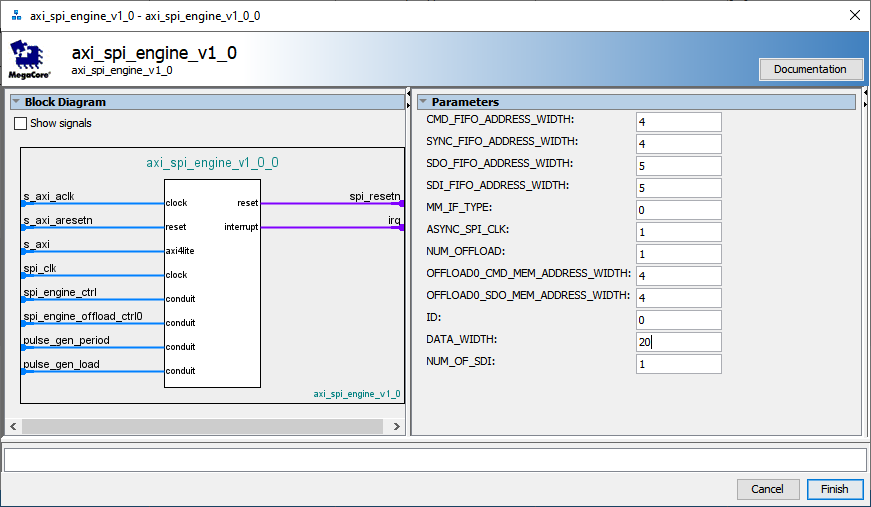 axi_spi_engine_v1_0 - axi_spi_engine_v1_0_0
MegaCore®
axi_spi_engine_v1_0
axi_spi_engine_v1_0
Documentation
Block Diagram
Show signals
axi_spi_engine_v1_0_0
s_axi_aclk
clock
reset
spi_resetn
s_axi_aresetn
reset
interrupt
irq
s_axi
axi4lite
spi_clk
clock
spi_engine_ctrl
conduit
spi_engine_offload_ctrl0
conduit
pulse_gen_period
conduit
pulse_gen_load
conduit
axi_spi_engine_v1_0
Parameters
CMD_FIFO_ADDRESS_WIDTH: 4
SYNC_FIFO_ADDRESS_WIDTH: 4
SDO_FIFO_ADDRESS_WIDTH: 5
SDI_FIFO_ADDRESS_WIDTH: 5
MM_IF_TYPE: 0
ASYNC_SPI_CLK: 1
NUM_OFFLOAD: 1
OFFLOAD0_CMD_MEM_ADDRESS_WIDTH: 4
OFFLOAD0_SDO_MEM_ADDRESS_WIDTH: 4
ID: 0
DATA_WIDTH: 20
NUM_OF_SDI: 1
Cancel
Finish